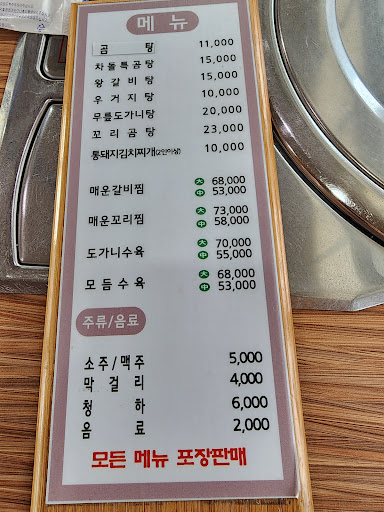 메 뉴
곰 탕 11,000
차돌특곰탕 15,000
왕갈비탕 15,000
우거지탕 10,000
무릎도가니탕 20,000
꼬리곰탕 23,000
통돼지김치찌개(2인이상) 10,000
매운갈비찜 大 68,000
中 53,000
매운꼬리찜 大 73,000
中 58,000
도가니수육 大 70,000
中 55,000
모듬수육 大 68,000
中 53,000
주류/음료
소주/맥주 5,000
막걸리 4,000
청 하 6,000
음 료 2,000
모든 메뉴 포장판매